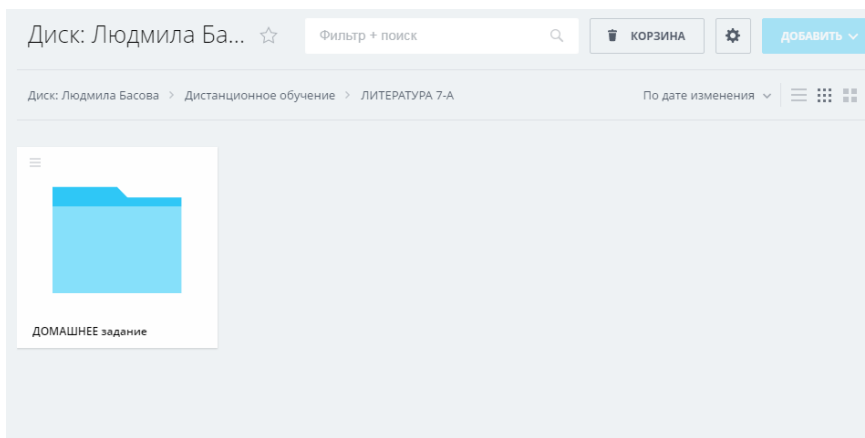 Диск: Людмила Ба...
Фильтр + поиск
КОРЗИНА
ДОБАВИТЬ
Диск: Людмила Басова > Дистанционное обучение > ЛИТЕРАТУРА 7-А
По дате изменения
ДОМАШНЕЕ задание